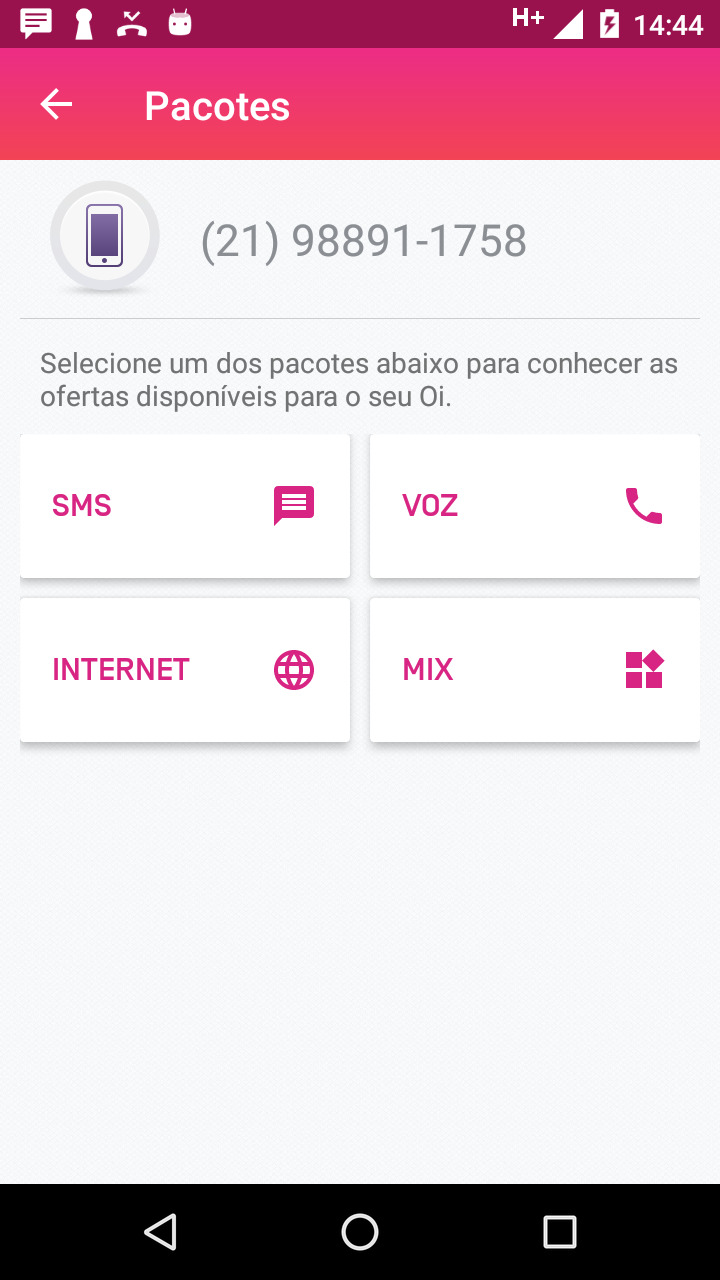 H+ 14:44
Pacotes
(21) 98891-1758
Selecione um dos pacotes abaixo para conhecer as
ofertas disponíveis para o seu Oi.
SMS
VOZ
INTERNET
MIX